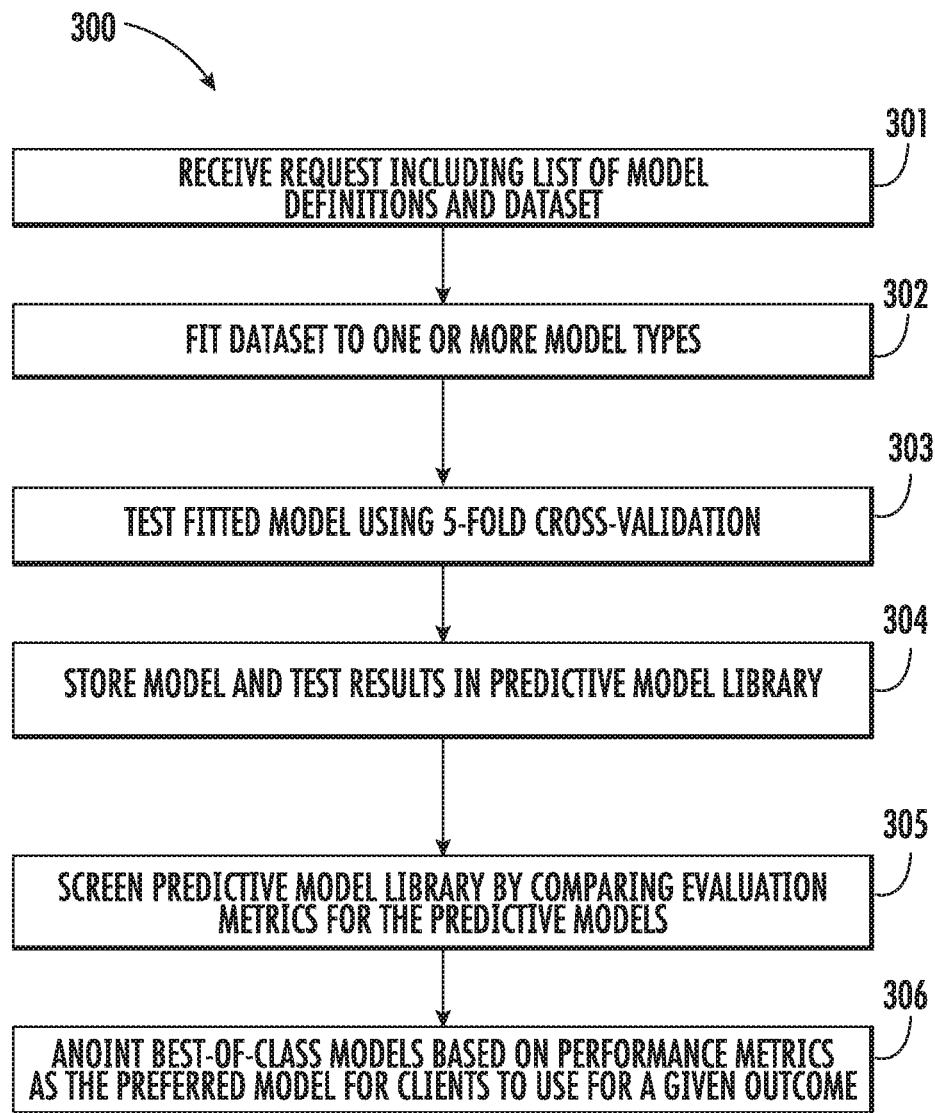 300
301
RECEIVE REQUEST INCLUDING LIST OF MODEL
DEFINITIONS AND DATASET
302
FIT DATASET TO ONE OR MORE MODEL TYPES
303
TEST FITTED MODEL USING 5-FOLD CROSS-VALIDATION
304
STORE MODEL AND TEST RESULTS IN PREDICTIVE MODEL LIBRARY
305
SCREEN PREDICTIVE MODEL LIBRARY BY COMPARING EVALUATION
METRICS FOR THE PREDICTIVE MODELS
306
ANOINT BEST-OF-CLASS MODELS BASED ON PERFORMANCE METRICS
AS THE PREFERRED MODEL FOR CLIENTS TO USE FOR A GIVEN OUTCOME